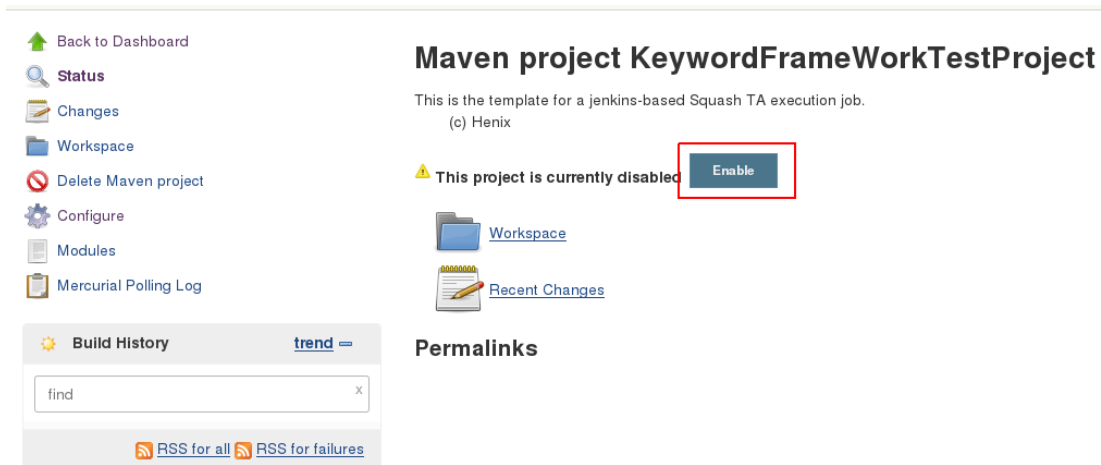 Back to Dashboard
Status
Changes
Workspace
Delete Maven project
Configure
Modules
Mercurial Polling Log
Build History trend
find x
RSS for all RSS for failures
Maven project KeywordFrameWorkTestProject
This is the template for a jenkins-based Squash TA execution job.
(c) Henix
This project is currently disabled Enable
Workspace
Recent Changes
Permalinks